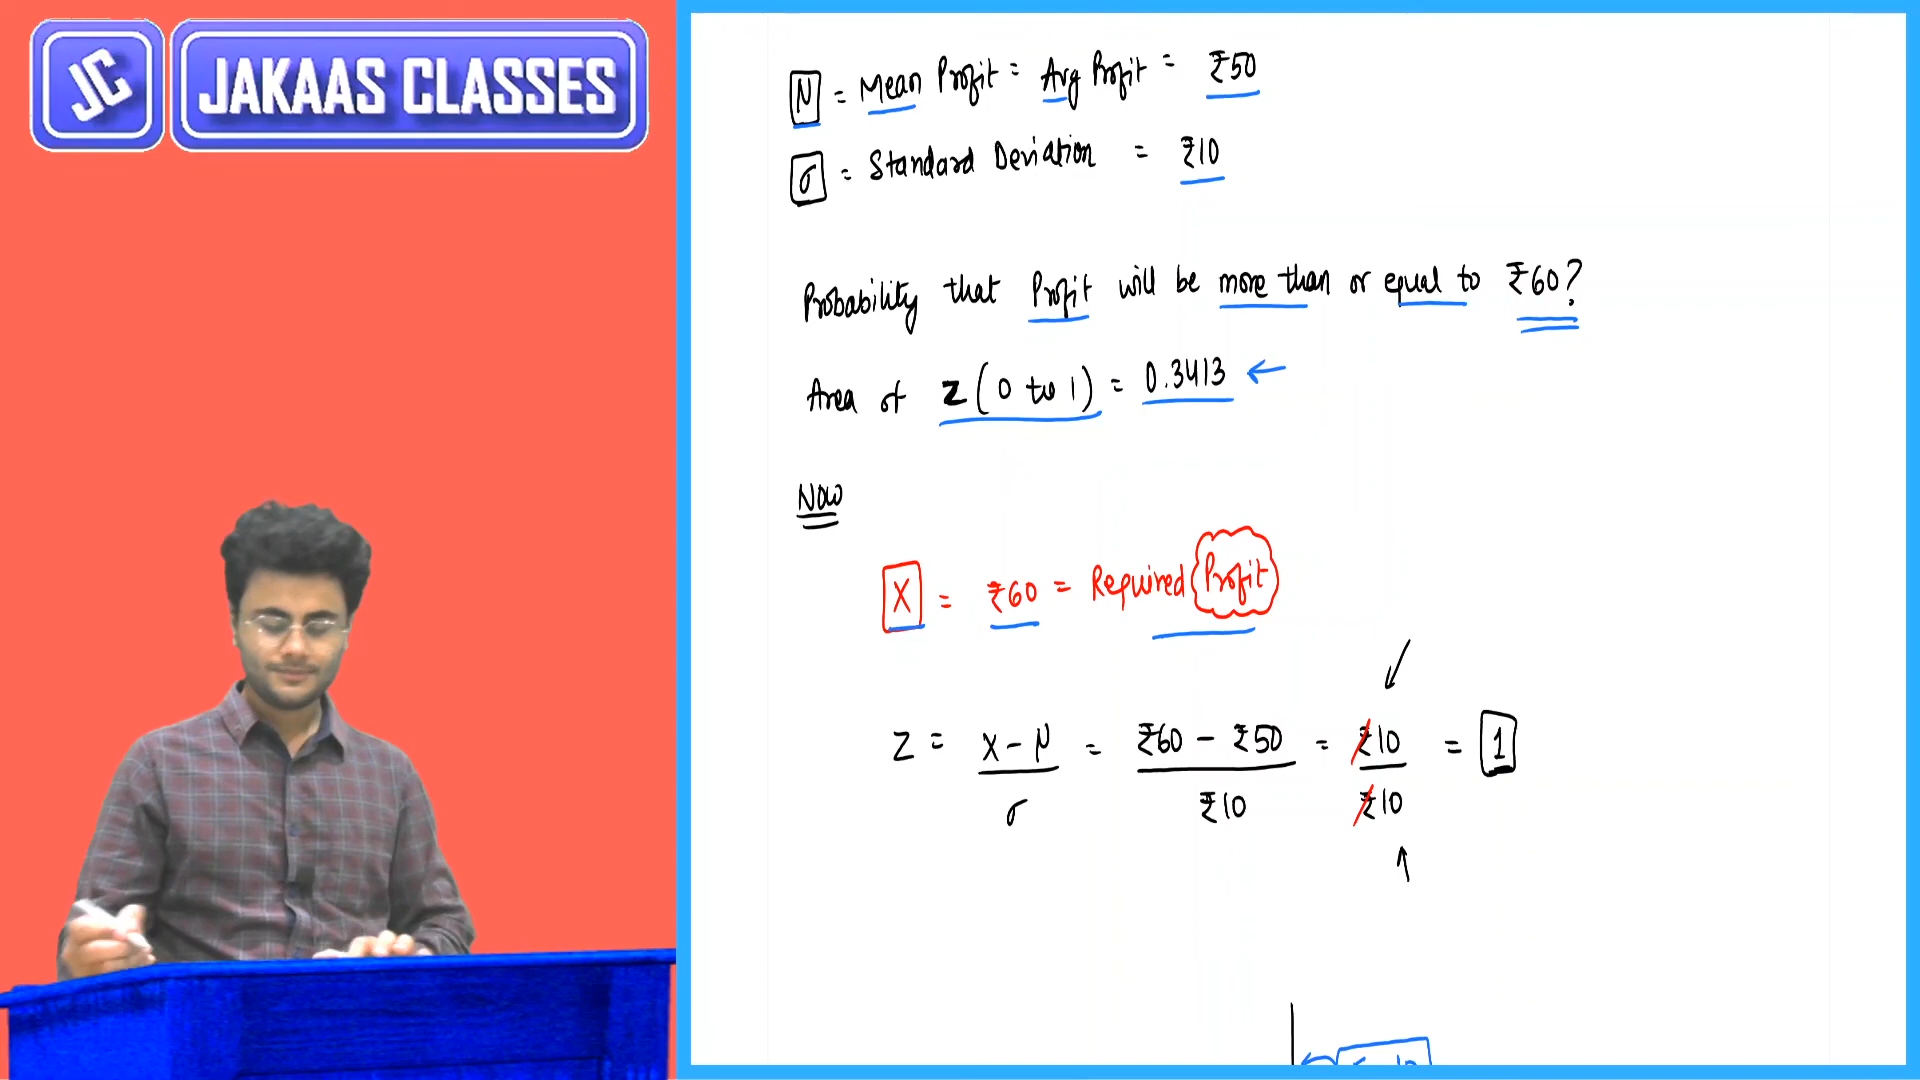 JC JAKAAS CLASSES
μ = Mean Profit = Avg Profit = ₹50
σ = Standard Deviation = ₹10
Probability that Profit will be more than or equal to ₹60?
Area of Z (0 to 1) = 0.3413 ←
Now
X = ₹60 = Required Profit
Z = X - μ / σ = ₹60 - ₹50 / ₹10 = ₹10 / ₹10 = 1